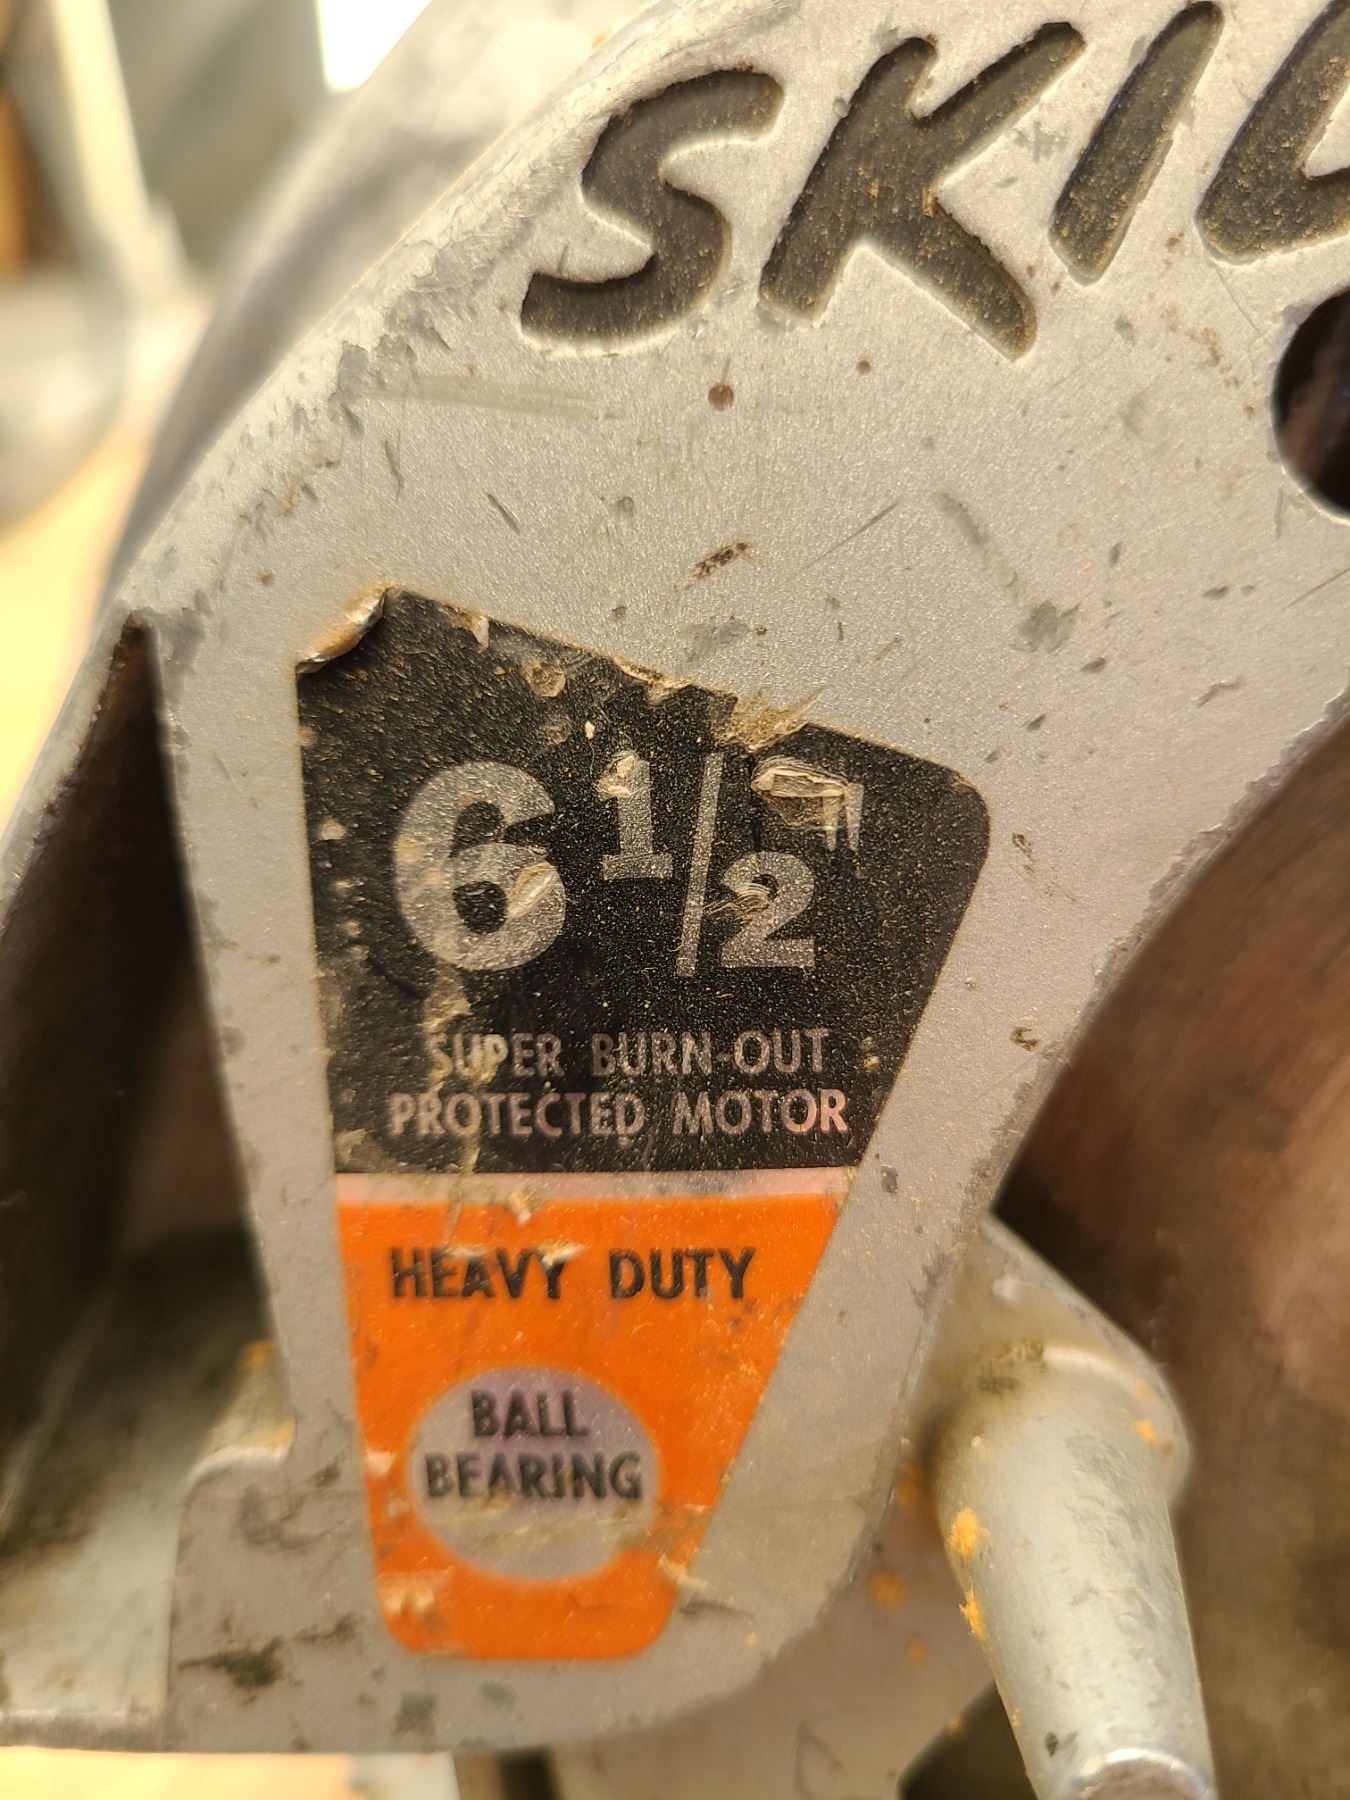 SKIL
6 1/2"
SUPER BURN-OUT
PROTECTED MOTOR
HEAVY DUTY
BALL
BEARING